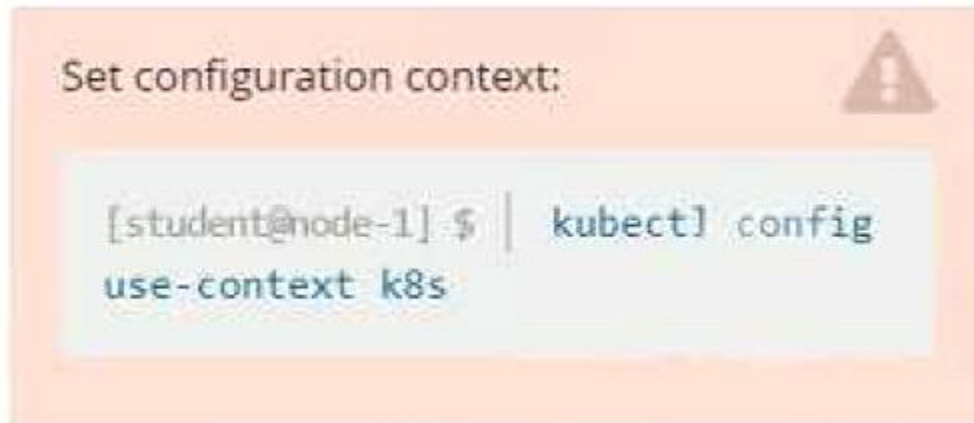 Set configuration context:
[student@node-1] $ | kubectl config
use-context k8s